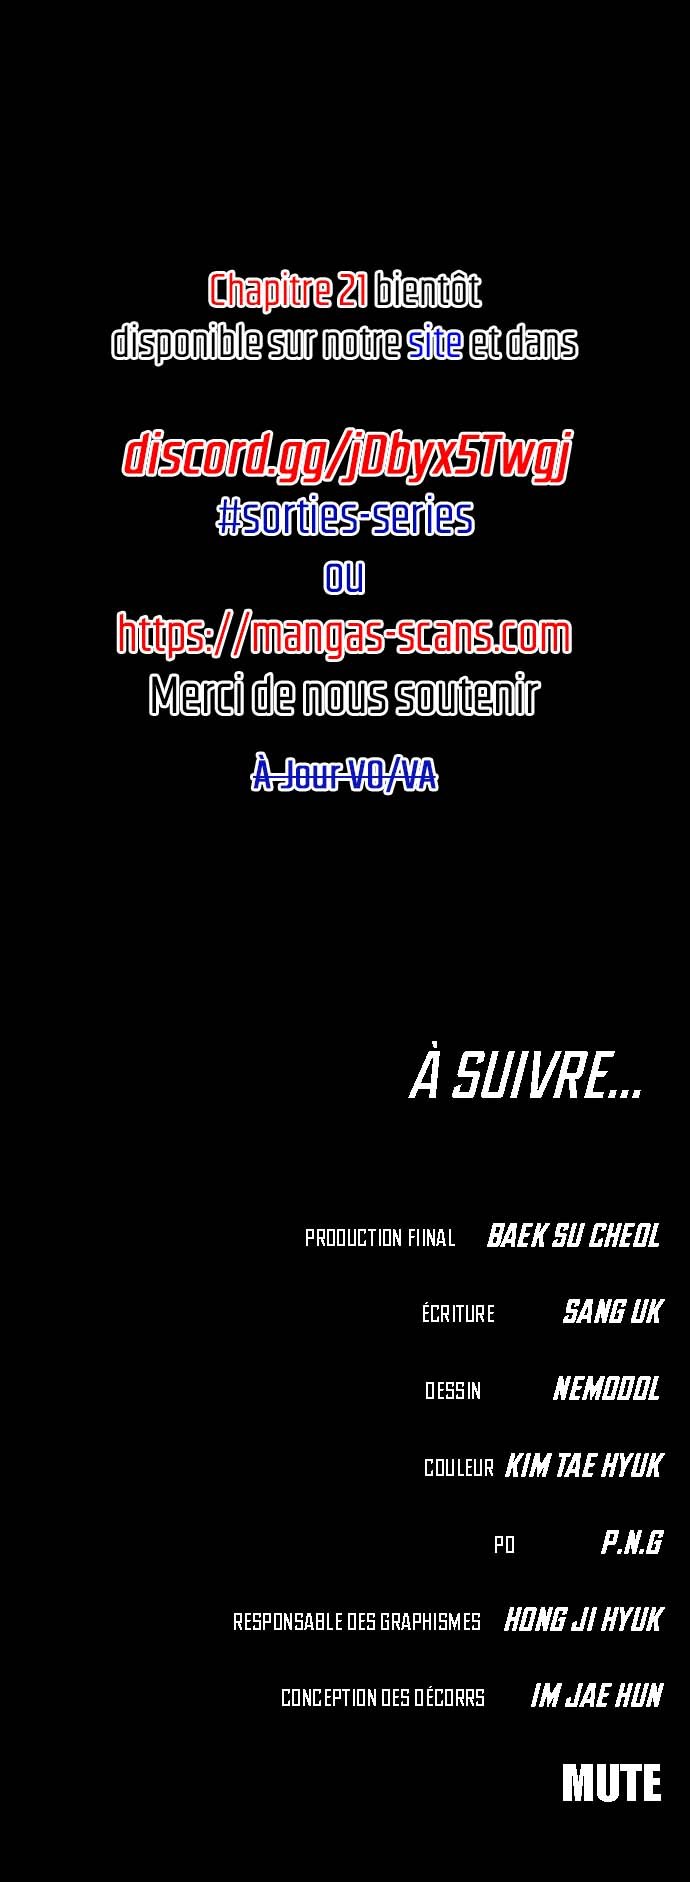 Chapitre 21 bientôt
disponible sur notre site et dans
discord.gg/jDbyx5Twgj
#sorties-series
ou
https://mangas-scans.com
Merci de nous soutenir
À Jour VO/VA
À SUIVRE...
PRODUCTION FIINAL BAEK SU CHEOL
ÉCRITURE SANG UK
DESSIN NEMODOL
COULEUR KIM TAE HYUK
PD P.N.G
RESPONSABLE DES GRAPHISMES HONG JI HYUK
CONCEPTION DES DÉCORRS IM JAE HUN
MUTE